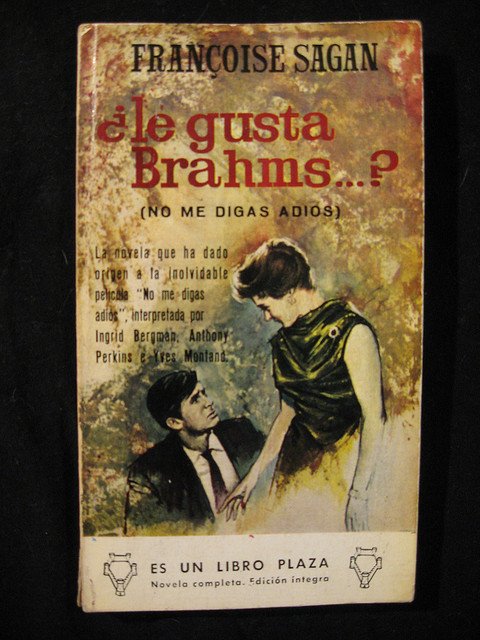 FRANÇOISE SAGAN
¿le gusta
Brahms...?
(NO ME DIGAS ADIOS)
La novela que ha dado
origen a la inolvidable
película "No me digas
adiós", interpretada por
Ingrid Bergman, Anthony
Perkins e Yves Montand.
ES UN LIBRO PLAZA
Novela completa. Edición íntegra